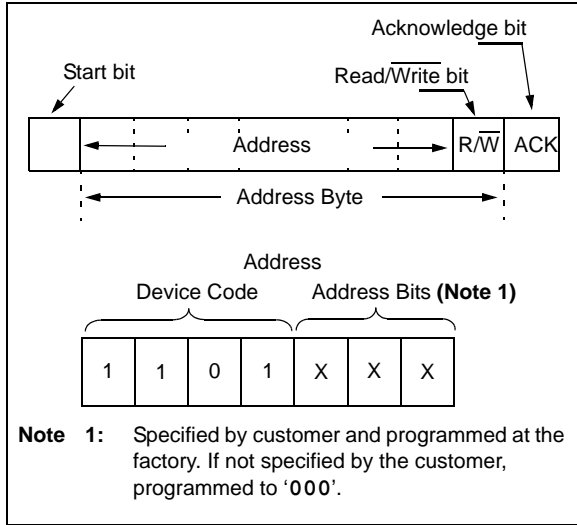 Acknowledge bit
Start bit
Read/Write bit
Address R/W ACK
Address Byte
Address
Device Code Address Bits (Note 1)
1 1 0 1 X X X
Note 1: Specified by customer and programmed at the
factory. If not specified by the customer,
programmed to ‘000’.